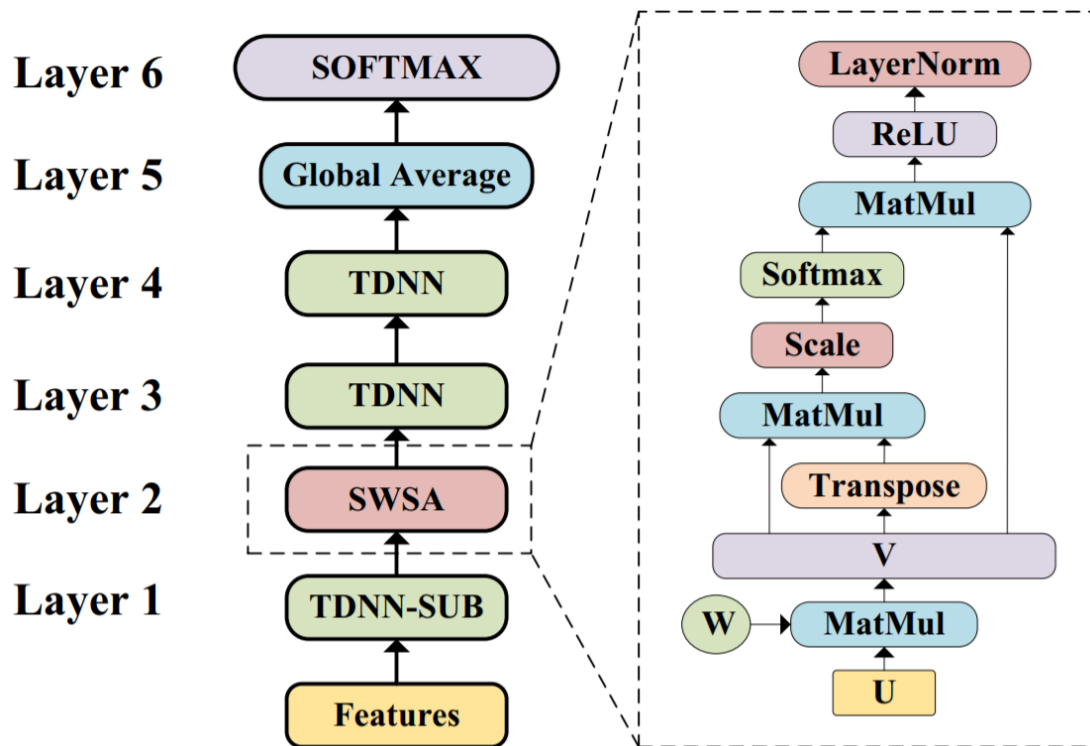 Layer 6
SOFTMAX
Layer 5
Global Average
Layer 4
TDNN
Layer 3
TDNN
Layer 2
SWSA
Layer 1
TDNN-SUB
Features
LayerNorm
ReLU
MatMul
Softmax
Scale
MatMul
Transpose
V
W
MatMul
U